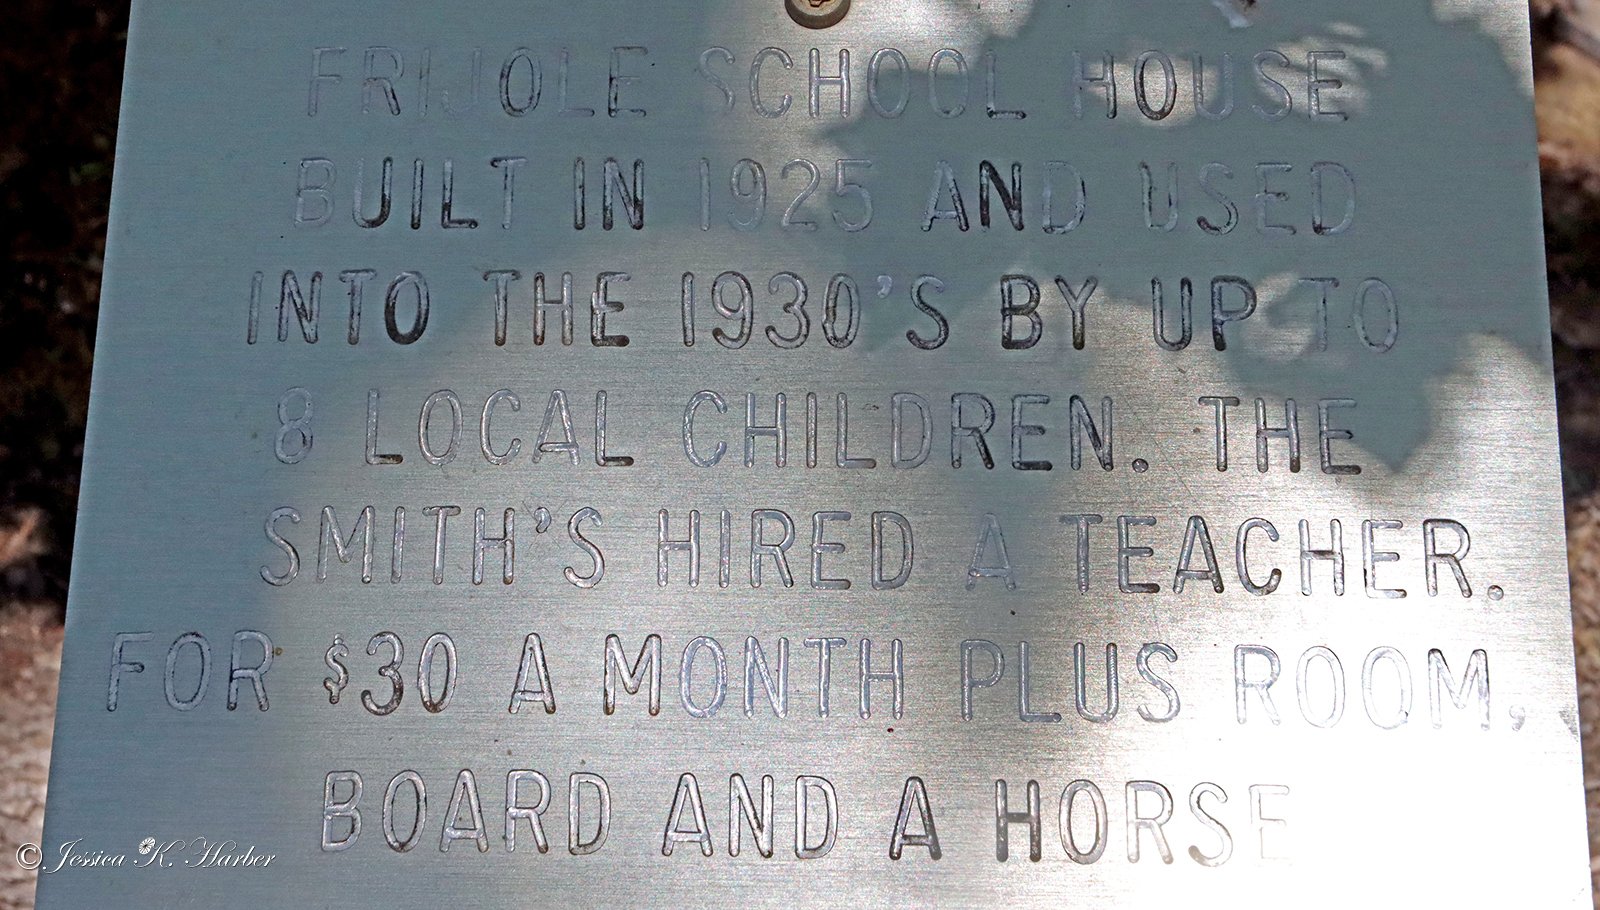 FRIJOLE SCHOOL HOUSE
BUILT IN 1925 AND USED
INTO THE 1930'S BY UP TO
8 LOCAL CHILDREN. THE
SMITH'S HIRED A TEACHER.
FOR $30 A MONTH PLUS ROOM,
BOARD AND A HORSE
© Jessica K. Harber